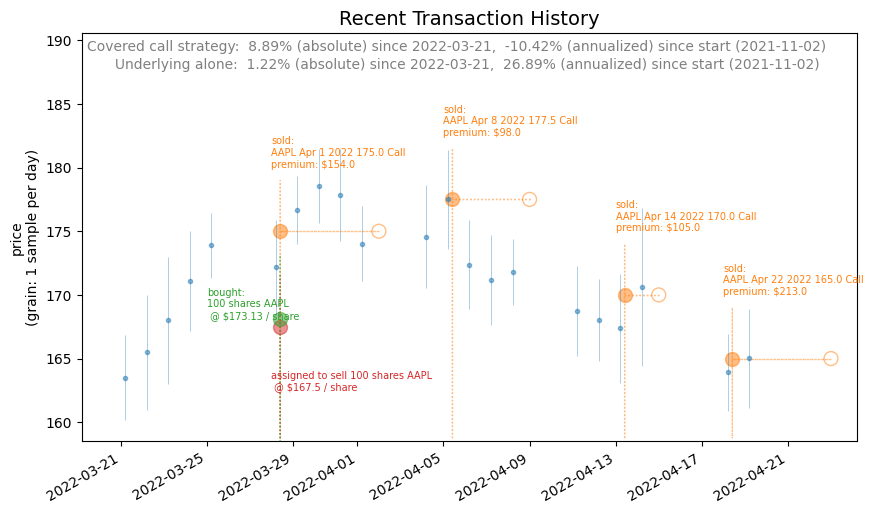 Recent Transaction History
Covered call strategy:  8.89% (absolute) since 2022-03-21,  -10.42% (annualized) since start (2021-11-02)
Underlying alone:  1.22% (absolute) since 2022-03-21,  26.89% (annualized) since start (2021-11-02)
price
(grain: 1 sample per day)
190
185
180
175
170
165
160
sold:
AAPL Apr 1 2022 175.0 Call
premium: $154.0
sold:
AAPL Apr 8 2022 177.5 Call
premium: $98.0
sold:
AAPL Apr 14 2022 170.0 Call
premium: $105.0
sold:
AAPL Apr 22 2022 165.0 Call
premium: $213.0
bought:
100 shares AAPL
@ $173.13 / share
assigned to sell 100 shares AAPL
@ $167.5 / share
2022-03-21
2022-03-25
2022-03-29
2022-04-01
2022-04-05
2022-04-09
2022-04-13
2022-04-17
2022-04-21